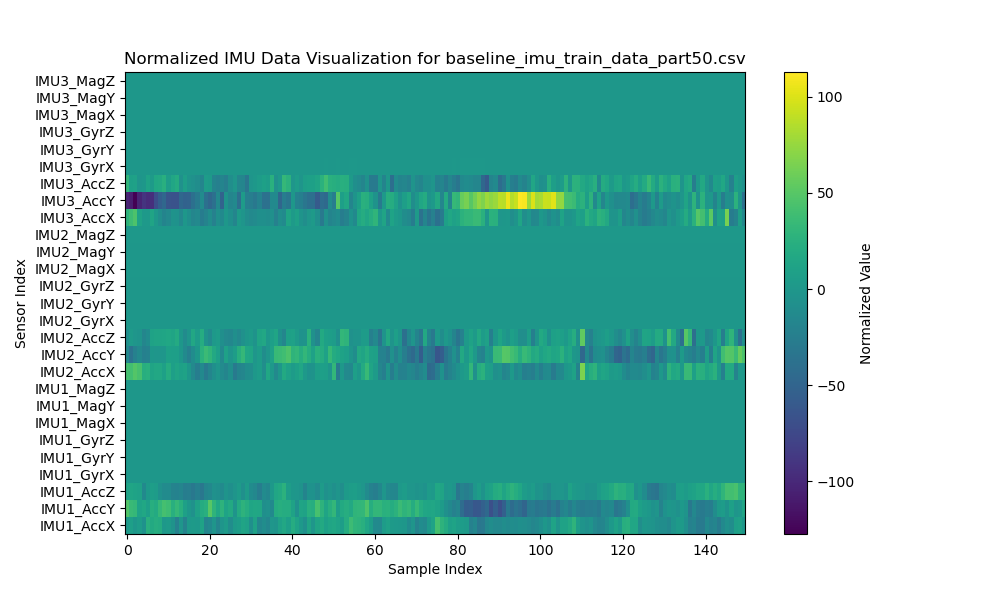 Normalized IMU Data Visualization for baseline_imu_train_data_part50.csv
IMU3_MagZ
IMU3_MagY
IMU3_MagX
IMU3_GyrZ
IMU3_GyrY
IMU3_GyrX
IMU3_AccZ
IMU3_AccY
IMU3_AccX
IMU2_MagZ
IMU2_MagY
IMU2_MagX
IMU2_GyrZ
IMU2_GyrY
IMU2_GyrX
IMU2_AccZ
IMU2_AccY
IMU2_AccX
IMU1_MagZ
IMU1_MagY
IMU1_MagX
IMU1_GyrZ
IMU1_GyrY
IMU1_GyrX
IMU1_AccZ
IMU1_AccY
IMU1_AccX
Sensor Index
0 20 40 60 80 100 120 140
Sample Index
100
50
0
−50
−100
Normalized Value